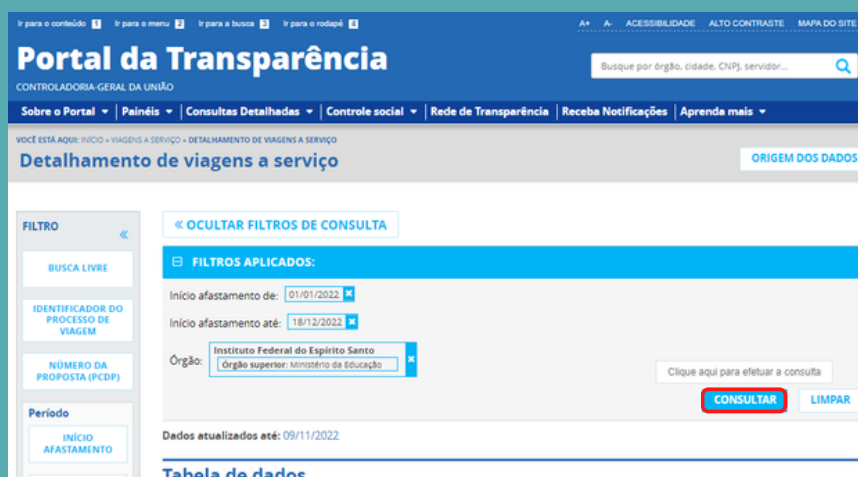 Ir para o conteúdo 1 Ir para o menu 2 Ir para a busca 3 Ir para o rodapé 4 A+ A- ACESSIBILIDADE ALTO CONTRASTE MAPA DO SITE
Portal da Transparência
Busque por órgão, cidade, CNPJ, servidor...
CONTROLADORIA-GERAL DA UNIÃO
Sobre o Portal Painéis Consultas Detalhadas Controle social Rede de Transparência Receba Notificações Aprenda mais
VOCÊ ESTÁ AQUI: INÍCIO » VIAGENS A SERVIÇO » DETALHAMENTO DE VIAGENS A SERVIÇO
Detalhamento de viagens a serviço
ORIGEM DOS DADOS
FILTRO «
« OCULTAR FILTROS DE CONSULTA
BUSCA LIVRE
FILTROS APLICADOS:
Início afastamento de: 01/01/2022 x
IDENTIFICADOR DO
PROCESSO DE
VIAGEM
Início afastamento até: 18/12/2022 x
Órgão: Instituto Federal do Espírito Santo
Órgão superior: Ministério da Educação x
NÚMERO DA
PROPOSTA (PCDP)
Clique aqui para efetuar a consulta
CONSULTAR LIMPAR
Período
INÍCIO
AFASTAMENTO
Dados atualizados até: 09/11/2022
Tabela de dados